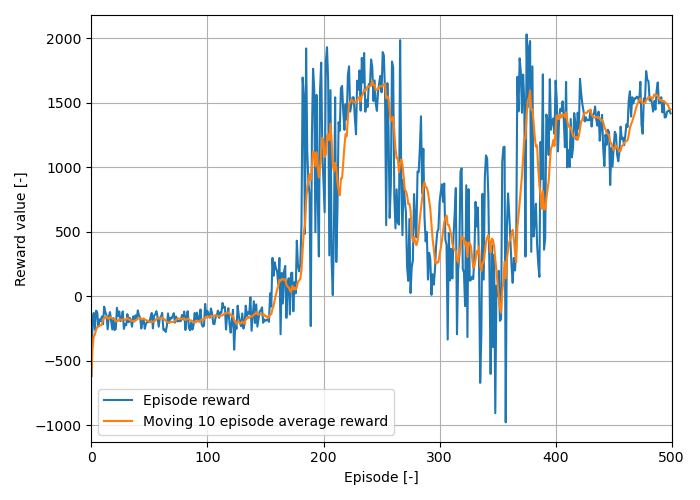 2000
1500
1000
500
0
−500
−1000
Reward value [-]
Episode reward
Moving 10 episode average reward
0 100 200 300 400 500
Episode [-]